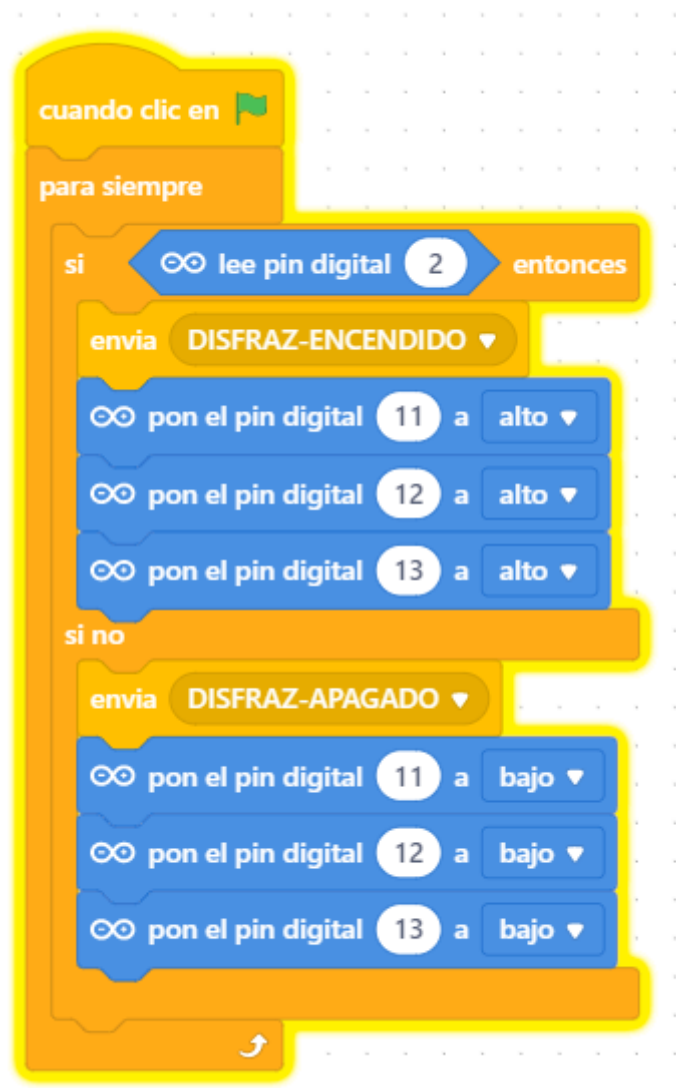 cuando clic en
para siempre
si lee pin digital 2 entonces
envia DISFRAZ-ENCENDIDO
pon el pin digital 11 a alto
pon el pin digital 12 a alto
pon el pin digital 13 a alto
si no
envia DISFRAZ-APAGADO
pon el pin digital 11 a bajo
pon el pin digital 12 a bajo
pon el pin digital 13 a bajo